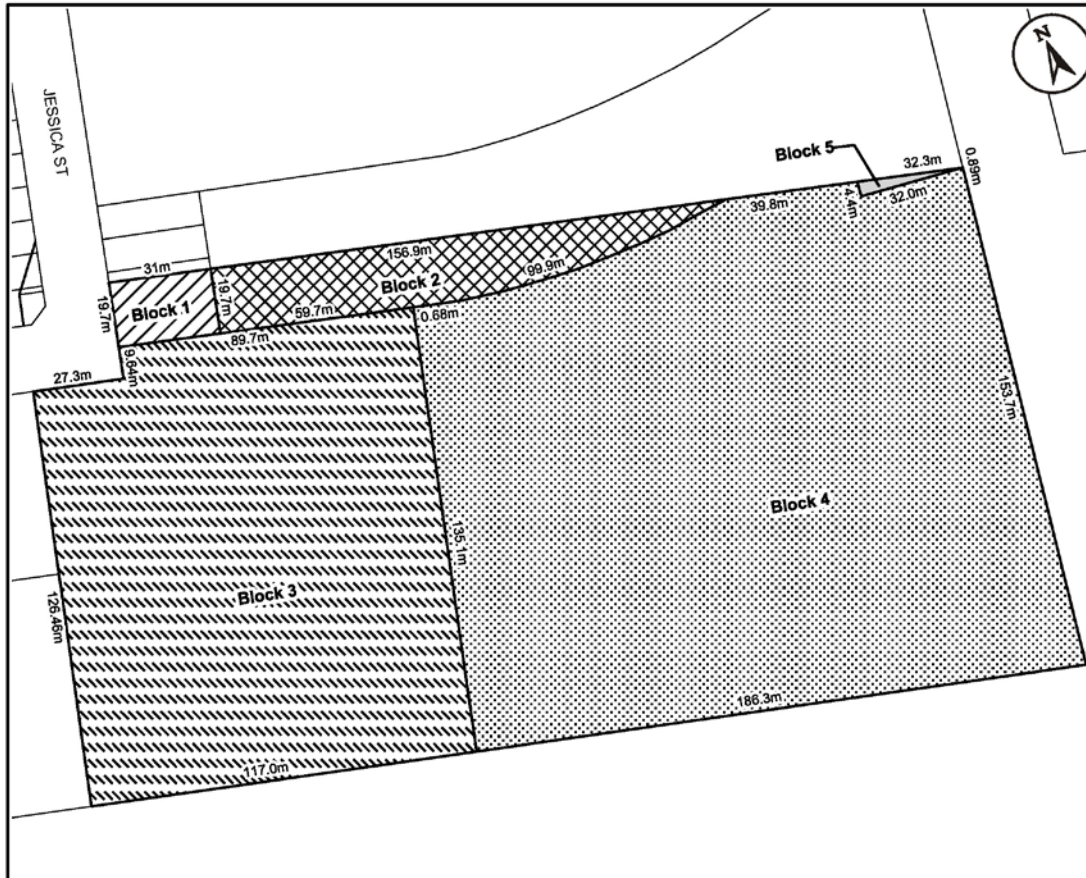 N
JESSICA ST
Block 5
32.3m
0.89m
4.4m
32.0m
39.8m
156.9m
31m
99.9m
Block 2
19.7m
19.7m
Block 1
59.7m
0.68m
89.7m
9.64m
27.3m
153.7m
Block 4
135.1m
Block 3
126.46m
186.3m
117.0m